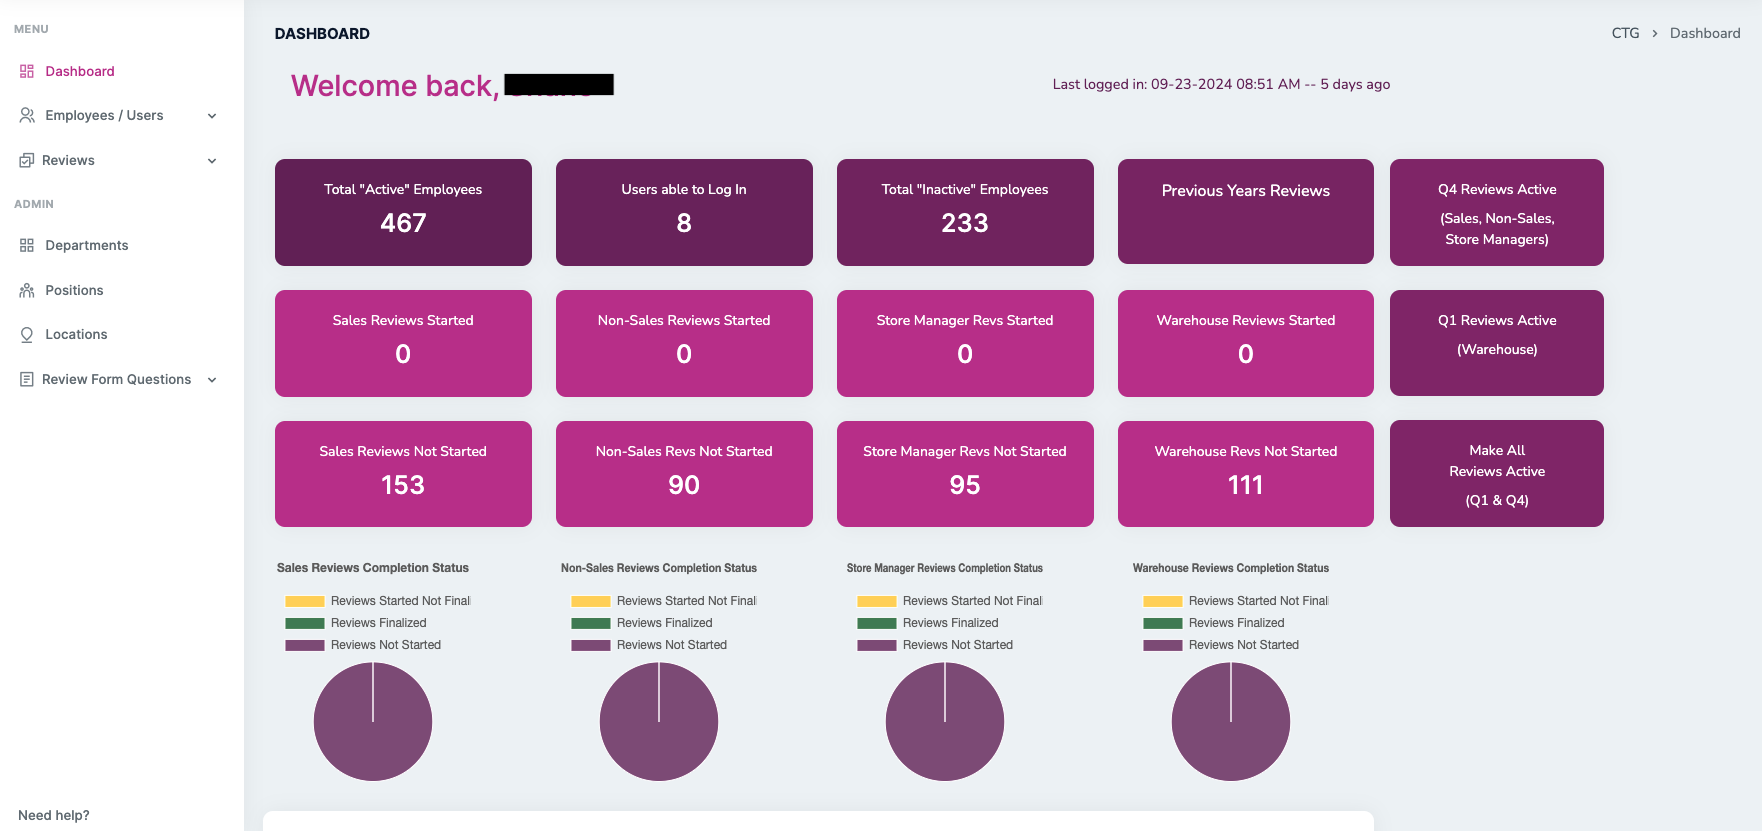 MENU
Dashboard
Employees / Users
Reviews
ADMIN
Departments
Positions
Locations
Review Form Questions
Need help?
DASHBOARD
CTG > Dashboard
Welcome back,
Last logged in: 09-23-2024 08:51 AM -- 5 days ago
Total "Active" Employees
467
Users able to Log In
8
Total "Inactive" Employees
233
Previous Years Reviews
Q4 Reviews Active
(Sales, Non-Sales,
Store Managers)
Sales Reviews Started
0
Non-Sales Reviews Started
0
Store Manager Revs Started
0
Warehouse Reviews Started
0
Q1 Reviews Active
(Warehouse)
Sales Reviews Not Started
153
Non-Sales Revs Not Started
90
Store Manager Revs Not Started
95
Warehouse Revs Not Started
111
Make All
Reviews Active
(Q1 & Q4)
Sales Reviews Completion Status
Reviews Started Not Final
Reviews Finalized
Reviews Not Started
Non-Sales Reviews Completion Status
Reviews Started Not Final
Reviews Finalized
Reviews Not Started
Store Manager Reviews Completion Status
Reviews Started Not Final
Reviews Finalized
Reviews Not Started
Warehouse Reviews Completion Status
Reviews Started Not Final
Reviews Finalized
Reviews Not Started